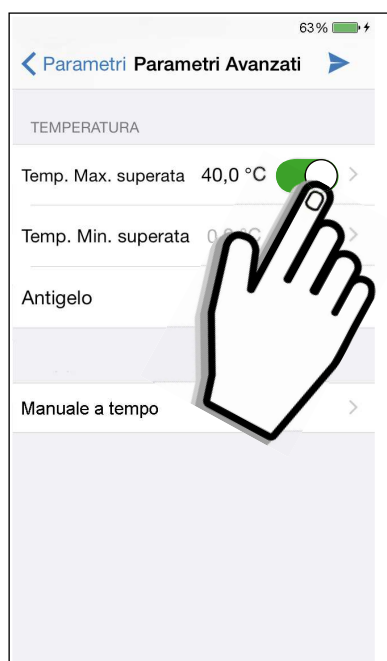 63%
Parametri Parametri Avanzati
TEMPERATURA
Temp. Max. superata 40,0 °C
Temp. Min. superata
Antigelo
Manuale a tempo